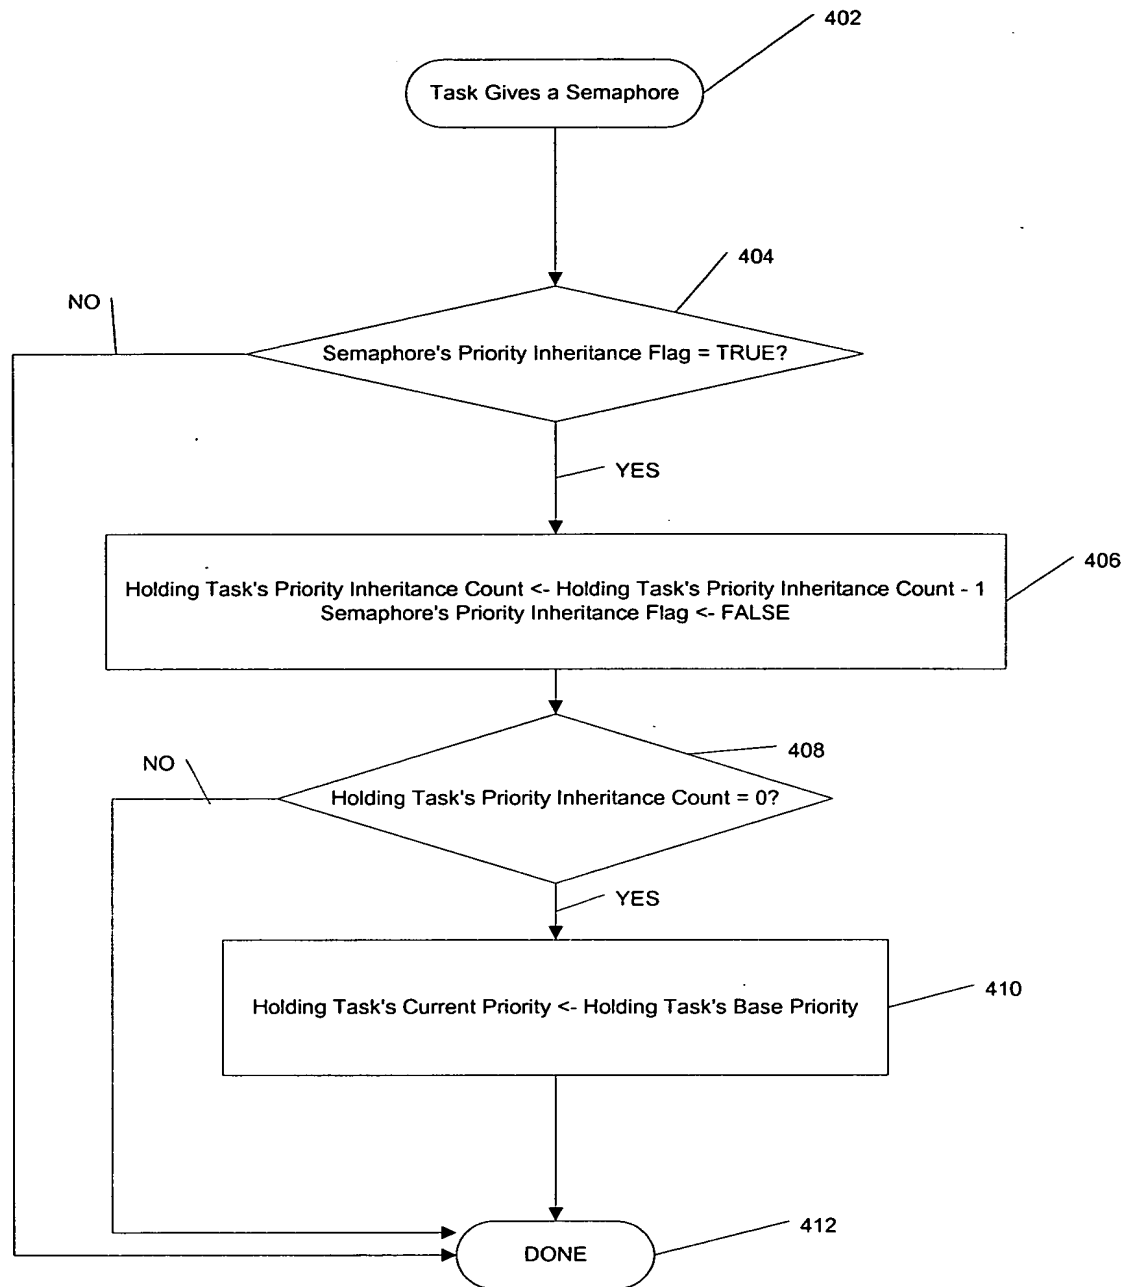 402
Task Gives a Semaphore
404
NO
Semaphore's Priority Inheritance Flag = TRUE?
YES
406
Holding Task's Priority Inheritance Count <- Holding Task's Priority Inheritance Count - 1
Semaphore's Priority Inheritance Flag <- FALSE
408
NO
Holding Task's Priority Inheritance Count = 0?
YES
410
Holding Task's Current Priority <- Holding Task's Base Priority
412
DONE